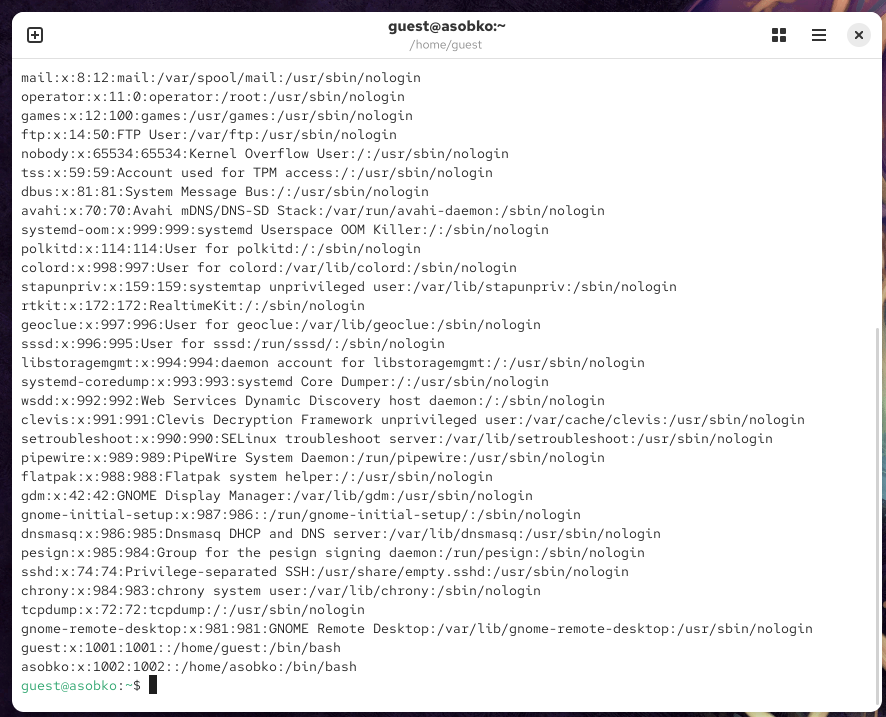 guest@asobko:~
/home/guest
mail:x:8:12:mail:/var/spool/mail:/usr/sbin/nologin
operator:x:11:0:operator:/root:/usr/sbin/nologin
games:x:12:100:games:/usr/games:/usr/sbin/nologin
ftp:x:14:50:FTP User:/var/ftp:/usr/sbin/nologin
nobody:x:65534:65534:Kernel Overflow User:/:/usr/sbin/nologin
tss:x:59:59:Account used for TPM access:/:/usr/sbin/nologin
dbus:x:81:81:System Message Bus:/:/usr/sbin/nologin
avahi:x:70:70:Avahi mDNS/DNS-SD Stack:/var/run/avahi-daemon:/sbin/nologin
systemd-oom:x:999:999:systemd Userspace OOM Killer:/:/sbin/nologin
polkitd:x:114:114:User for polkitd:/:/sbin/nologin
colord:x:998:997:User for colord:/var/lib/colord:/sbin/nologin
stapunpriv:x:159:159:systemtap unprivileged user:/var/lib/stapunpriv:/sbin/nologin
rtkit:x:172:172:RealtimeKit:/:/sbin/nologin
geoclue:x:997:996:User for geoclue:/var/lib/geoclue:/sbin/nologin
sssd:x:996:995:User for sssd:/run/sssd/:/sbin/nologin
libstoragemgmt:x:994:994:daemon account for libstoragemgmt:/:/usr/sbin/nologin
systemd-coredump:x:993:993:systemd Core Dumper:/:/usr/sbin/nologin
wsdd:x:992:992:Web Services Dynamic Discovery host daemon:/:/sbin/nologin
clevis:x:991:991:Clevis Decryption Framework unprivileged user:/var/cache/clevis:/usr/sbin/nologin
setroubleshoot:x:990:990:SELinux troubleshoot server:/var/lib/setroubleshoot:/usr/sbin/nologin
pipewire:x:989:989:PipeWire System Daemon:/run/pipewire:/usr/sbin/nologin
flatpak:x:988:988:Flatpak system helper:/:/usr/sbin/nologin
gdm:x:42:42:GNOME Display Manager:/var/lib/gdm:/usr/sbin/nologin
gnome-initial-setup:x:987:986::/run/gnome-initial-setup/:/sbin/nologin
dnsmasq:x:986:985:Dnsmasq DHCP and DNS server:/var/lib/dnsmasq:/usr/sbin/nologin
pesign:x:985:984:Group for the pesign signing daemon:/run/pesign:/sbin/nologin
sshd:x:74:74:Privilege-separated SSH:/usr/share/empty.sshd:/usr/sbin/nologin
chrony:x:984:983:chrony system user:/var/lib/chrony:/sbin/nologin
tcpdump:x:72:72:tcpdump:/:/usr/sbin/nologin
gnome-remote-desktop:x:981:981:GNOME Remote Desktop:/var/lib/gnome-remote-desktop:/usr/sbin/nologin
guest:x:1001:1001::/home/guest:/bin/bash
asobko:x:1002:1002::/home/asobko:/bin/bash
guest@asobko:~$